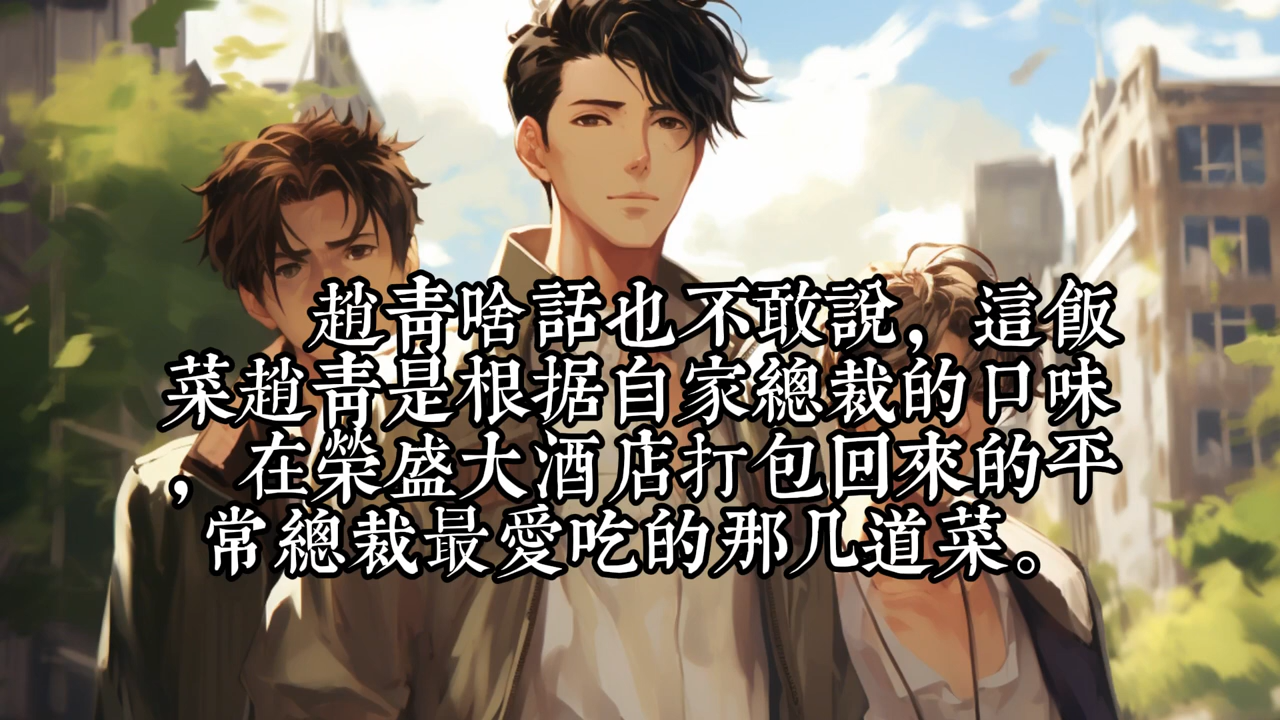 趙青啥話也不敢說，這飯
菜趙青是根据自家總裁的口味
，在榮盛大酒店打包回來的平
常總裁最愛吃的那几道菜。